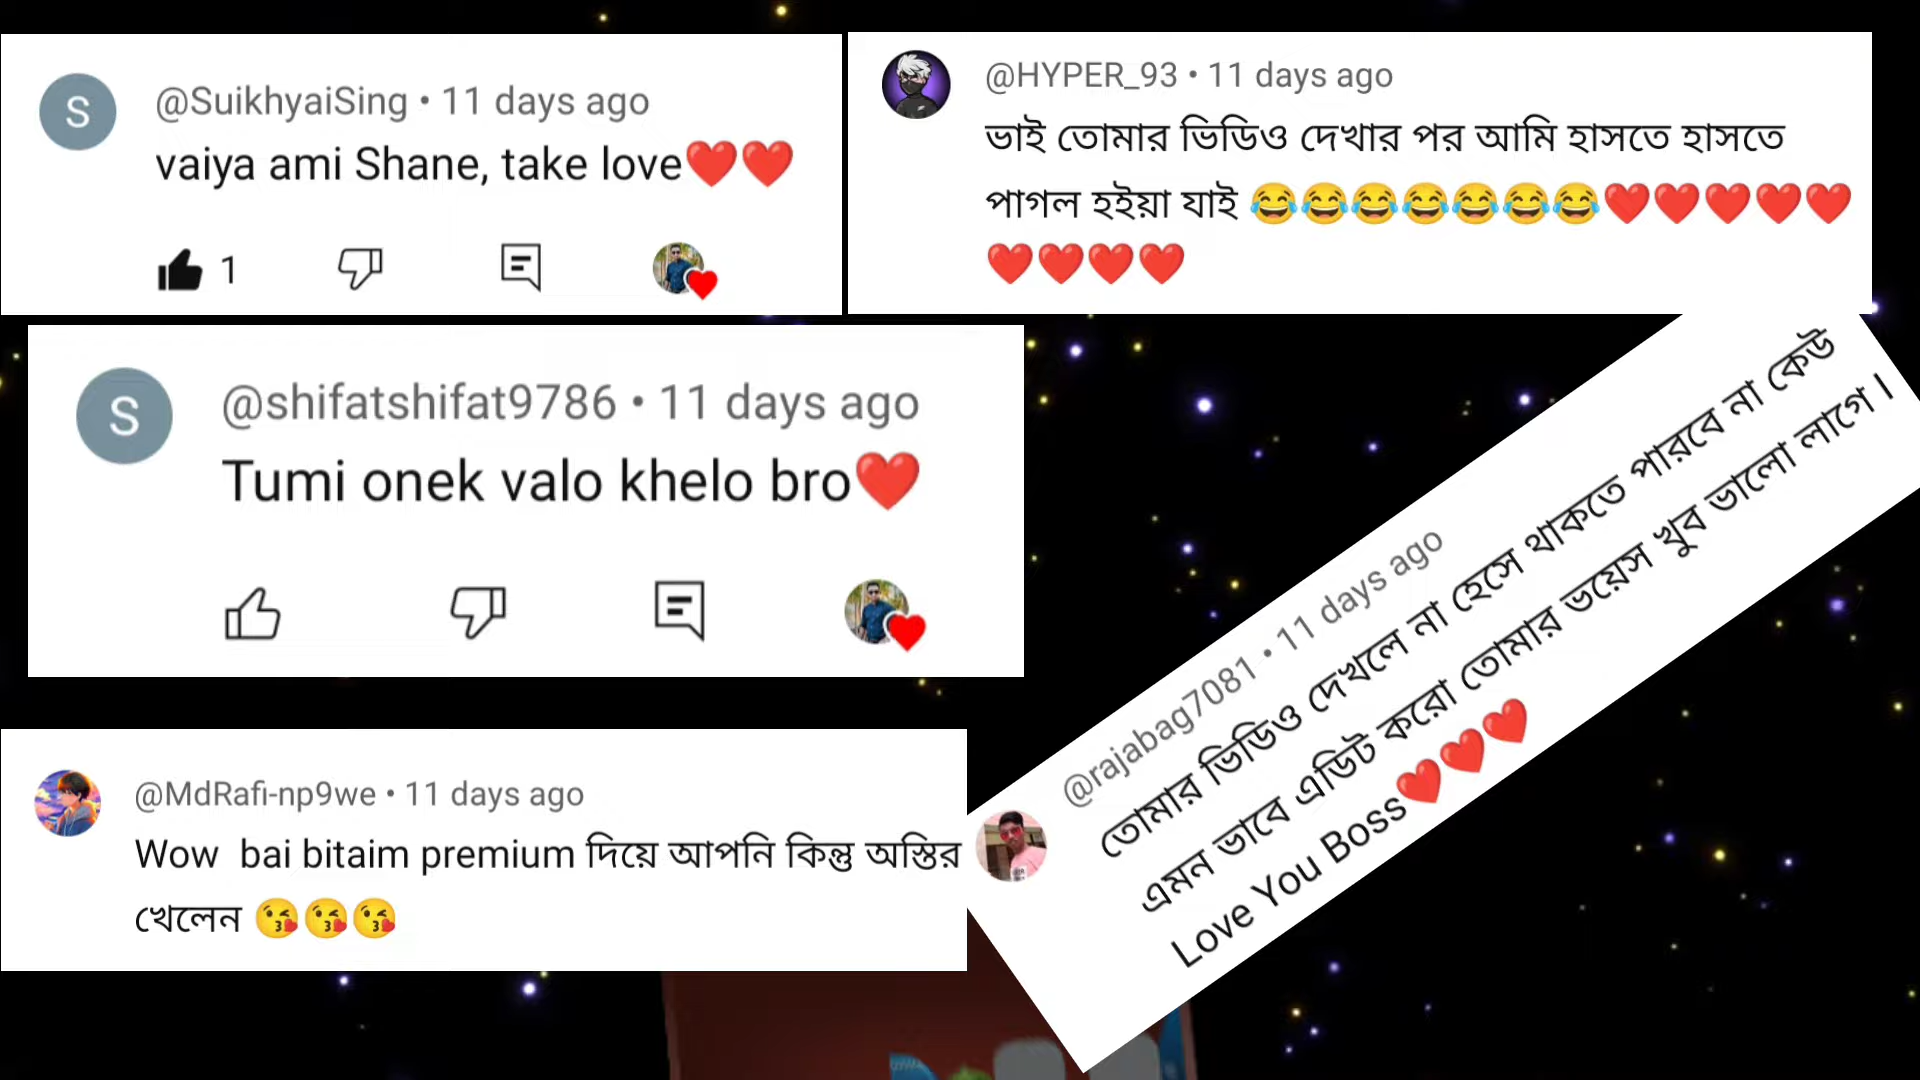 S
@SuikhyaiSing • 11 days ago
vaiya ami Shane, take love❤️❤️
1
@HYPER_93 • 11 days ago
ভাই তোমার ভিডিও দেখার পর আমি হাসতে হাসতে
পাগল হইয়া যাই 😂😂😂😂😂😂😂❤️❤️❤️❤️❤️
❤️❤️❤️❤️
S
@shifatshifat9786 • 11 days ago
Tumi onek valo khelo bro❤️
@MdRafi-np9we • 11 days ago
Wow bai bitaim premium দিয়ে আপনি কিন্তু অস্তির
খেলেন 😘😘😘
@rajabag7081 • 11 days ago
তোমার ভিডিও দেখলে না হেসে থাকতে পারবে না কেউ
এমন ভাবে এডিট করো তোমার ভয়েস খুব ভালো লাগে।
Love You Boss❤️❤️❤️